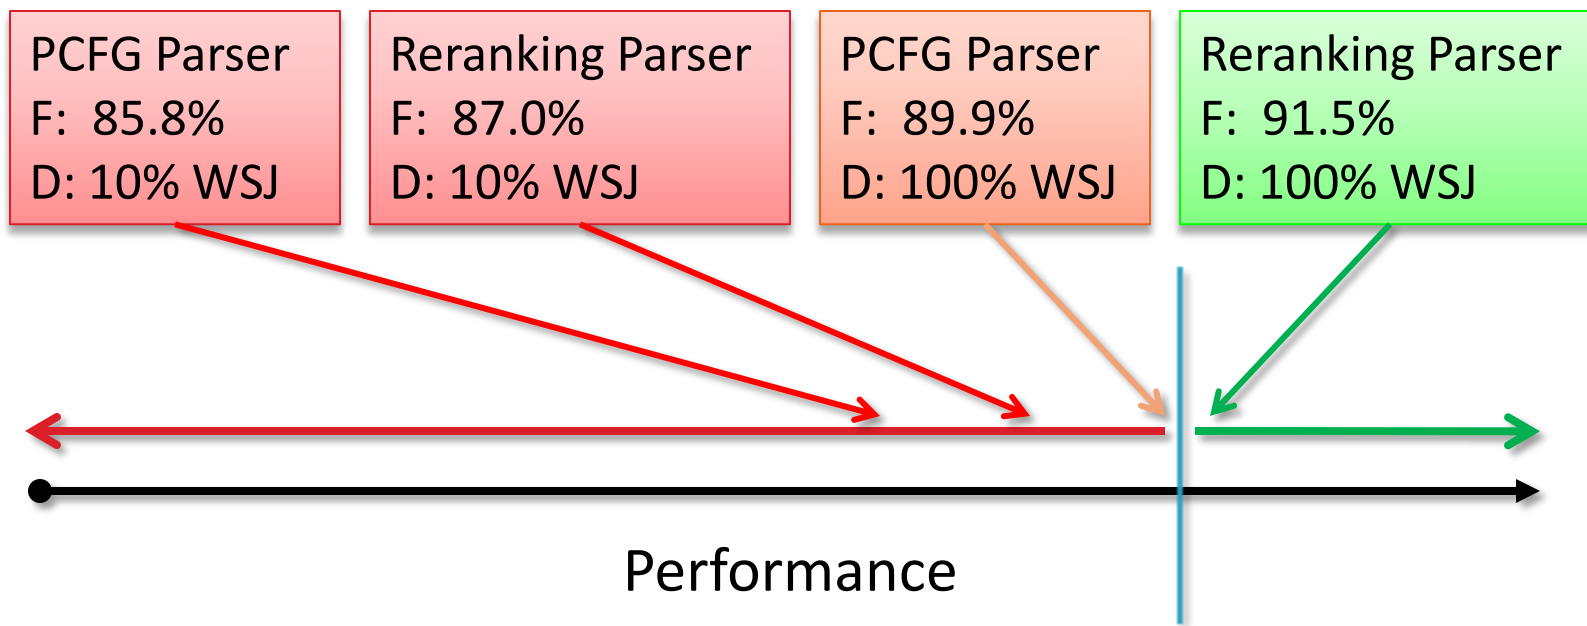 PCFG Parser
F: 85.8%
D: 10% WSJ
Reranking Parser
F: 87.0%
D: 10% WSJ
PCFG Parser
F: 89.9%
D: 100% WSJ
Reranking Parser
F: 91.5%
D: 100% WSJ
Performance